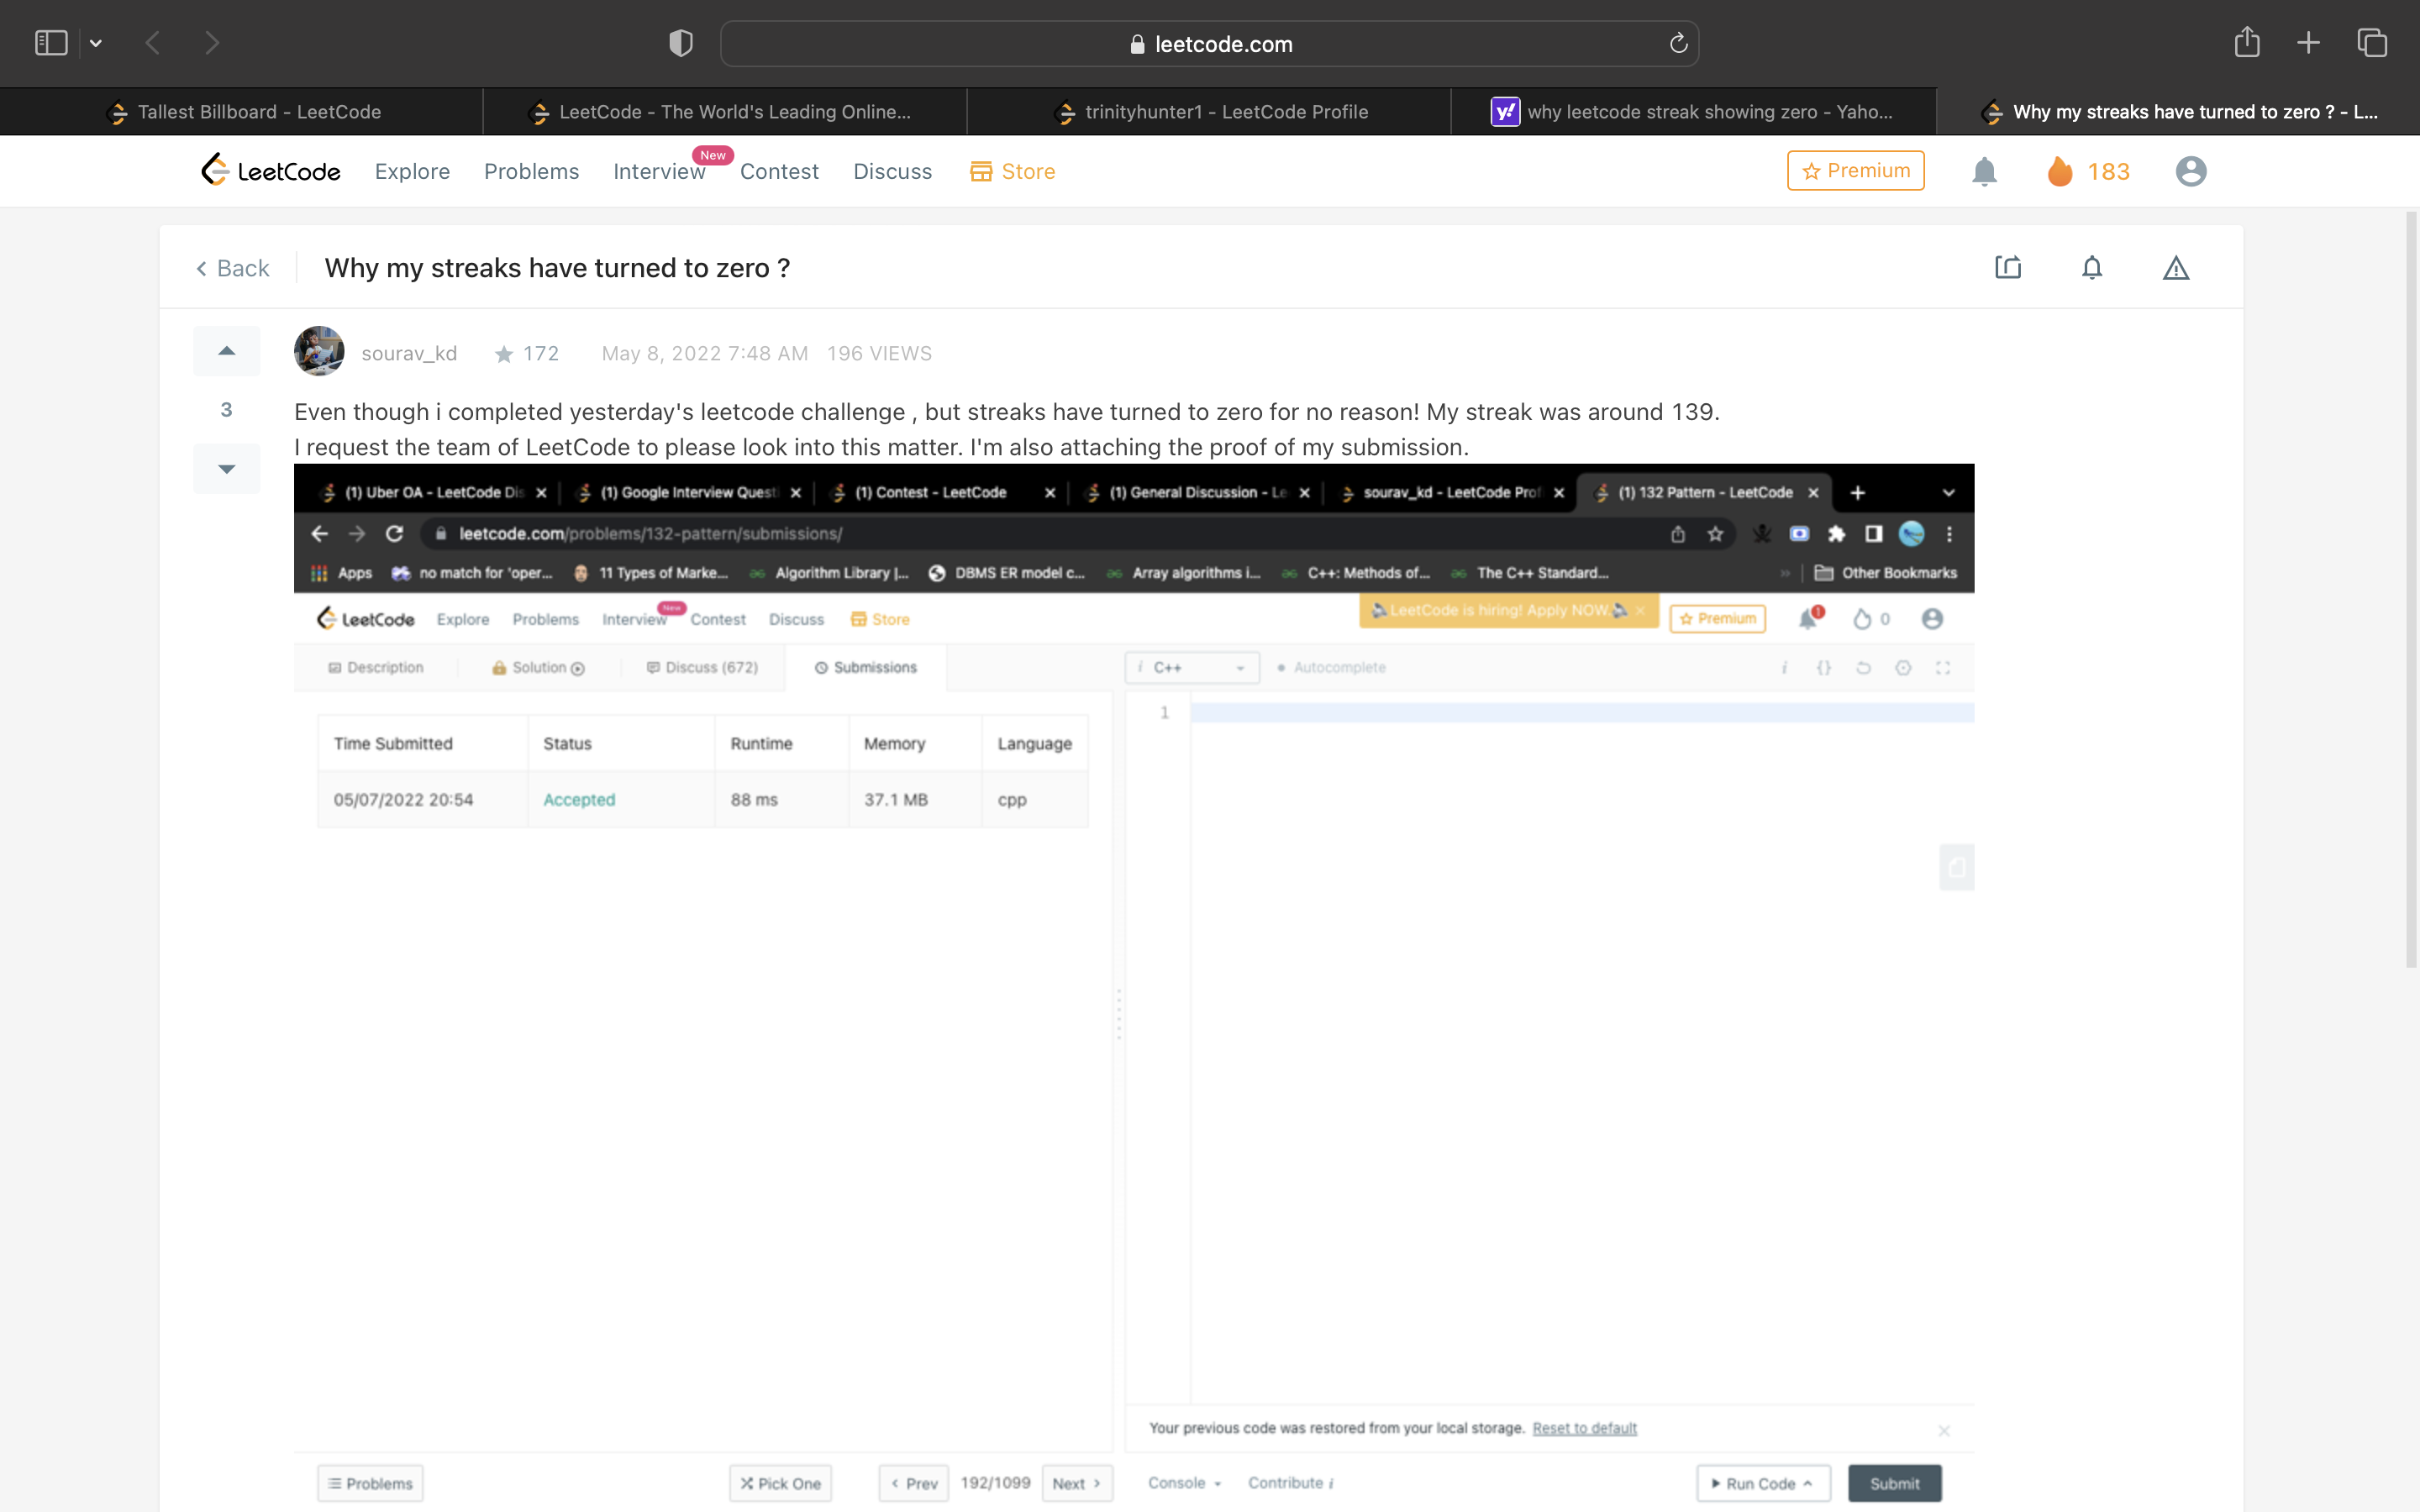 leetcode.com
Tallest Billboard - LeetCode
LeetCode - The World's Leading Online...
trinityhunter1 - LeetCode Profile
y! why leetcode streak showing zero - Yaho...
Why my streaks have turned to zero ? - L...
LeetCode Explore Problems Interview New Contest Discuss Store Premium 183
Back Why my streaks have turned to zero ?
sourav_kd 172 May 8, 2022 7:48 AM 196 VIEWS
3
Even though i completed yesterday's leetcode challenge , but streaks have turned to zero for no reason! My streak was around 139.
I request the team of LeetCode to please look into this matter. I'm also attaching the proof of my submission.
(1) Uber OA - LeetCode Dis (1) Google Interview Questi (1) Contest - LeetCode (1) General Discussion - Le sourav_kd - LeetCode Prof (1) 132 Pattern - LeetCode
leetcode.com/problems/132-pattern/submissions/
Apps no match for 'oper... 11 Types of Marke... Algorithm Library |... DBMS ER model c... Array algorithms i... C++: Methods of... The C++ Standard... » Other Bookmarks
LeetCode Explore Problems Interview New Contest Discuss Store LeetCode is hiring! Apply NOW. Premium 1 0
Description Solution Discuss (672) Submissions i C++ Autocomplete i {}
1
Time Submitted Status Runtime Memory Language
05/07/2022 20:54 Accepted 88 ms 37.1 MB cpp
Your previous code was restored from your local storage. Reset to default
Problems Pick One Prev 192/1099 Next Console Contribute i Run Code Submit